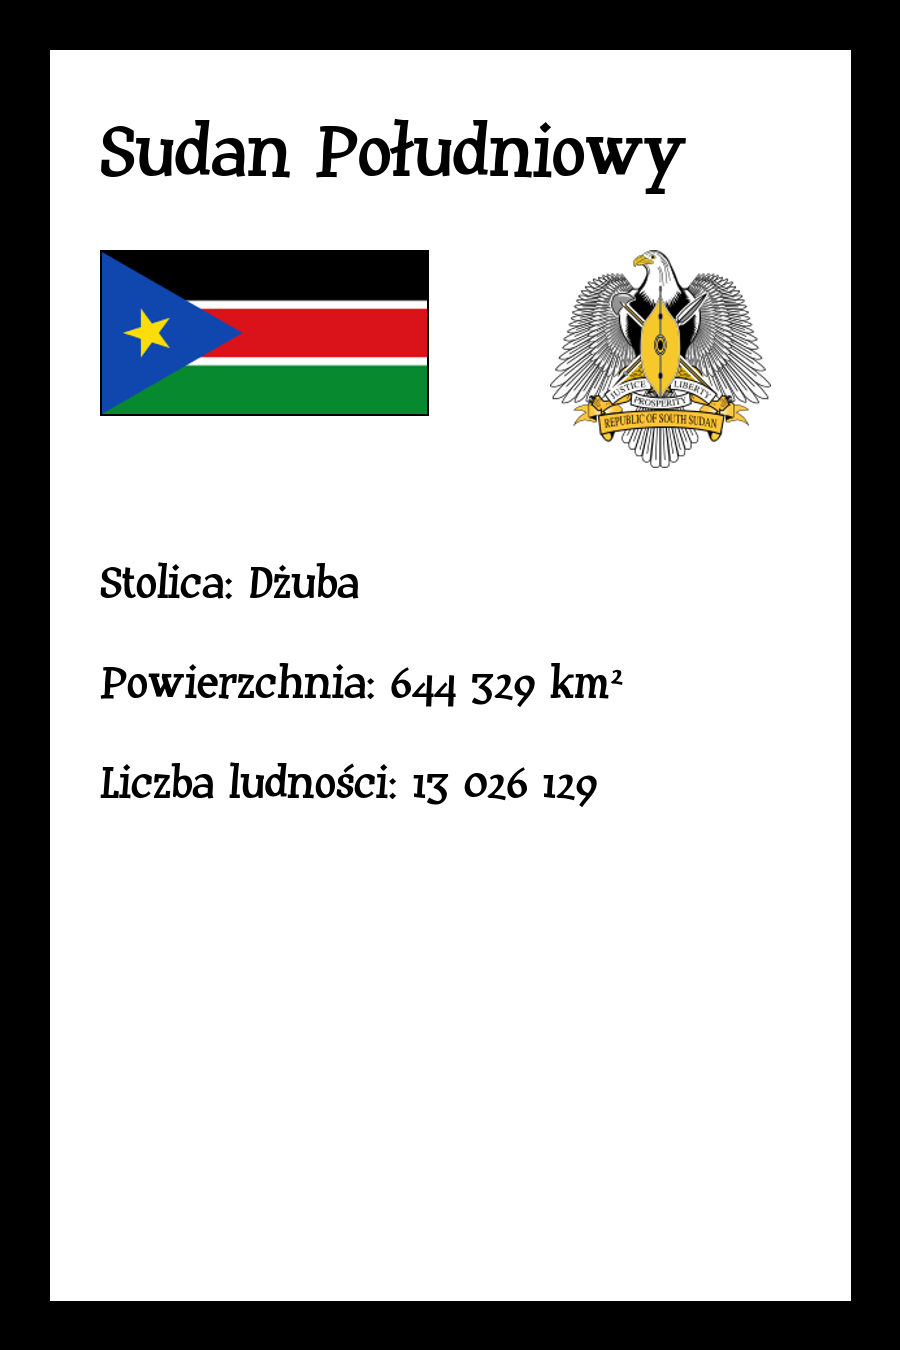 Sudan Południowy
JUSTICE LIBERTY
PROSPERITY
REPUBLIC OF SOUTH SUDAN
Stolica: Dżuba
Powierzchnia: 644 329 km²
Liczba ludności: 13 026 129